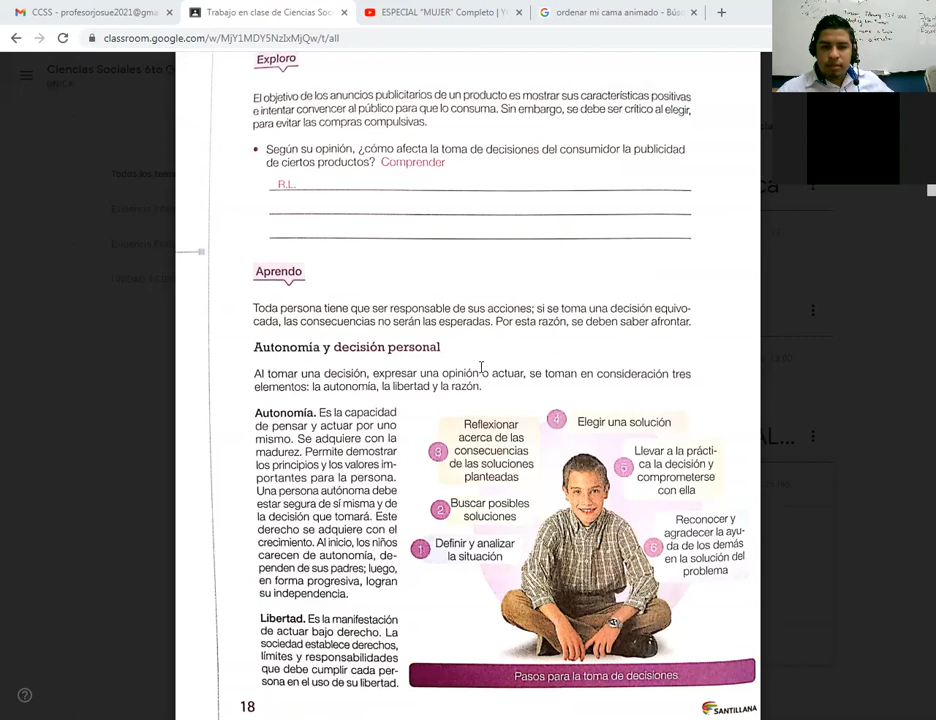 CCSS - profesorjosue2021@gma
Trabajo en clase de Ciencias Soc
ESPECIAL "MUJER" Completo | Y
ordenar mi cama animado - Bús
classroom.google.com/w/MjY1MDY5NzIxMjQw/t/all
Ciencias Sociales 6to G
Todos los tem
Exploro
El objetivo de los anuncios publicitarios de un producto es mostrar sus características positivas
e intentar convencer al público para que lo consuma. Sin embargo, se debe ser crítico al elegir,
para evitar las compras compulsivas.
• Según su opinión, ¿cómo afecta la toma de decisiones del consumidor la publicidad
de ciertos productos? Comprender
R.L.
Aprendo
Toda persona tiene que ser responsable de sus acciones; si se toma una decisión equivo-
cada, las consecuencias no serán las esperadas. Por esta razón, se deben saber afrontar.
Autonomía y decisión personal
Al tomar una decisión, expresar una opinión o actuar, se toman en consideración tres
elementos: la autonomía, la libertad y la razón.
Autonomía. Es la capacidad
de pensar y actuar por uno
mismo. Se adquiere con la
madurez. Permite demostrar
los principios y los valores im-
portantes para la persona.
Una persona autónoma debe
estar segura de sí misma y de
la decisión que tomará. Este
derecho se adquiere con el
crecimiento. Al inicio, los niños
carecen de autonomía, de-
penden de sus padres; luego,
en forma progresiva, logran
su independencia.
Libertad. Es la manifestación
de actuar bajo derecho. La
sociedad establece derechos,
límites y responsabilidades
que debe cumplir cada per-
sona en el uso de su libertad.
1 Definir y analizar
la situación
2 Buscar posibles
soluciones
3 Reflexionar
acerca de las
consecuencias
de las soluciones
planteadas
4 Elegir una solución
5 Llevar a la prácti-
ca la decisión y
comprometerse
con ella
6 Reconocer y
agradecer la ayu-
da de los demás
en la solución del
problema
Pasos para la toma de decisiones
18
SANTILLANA